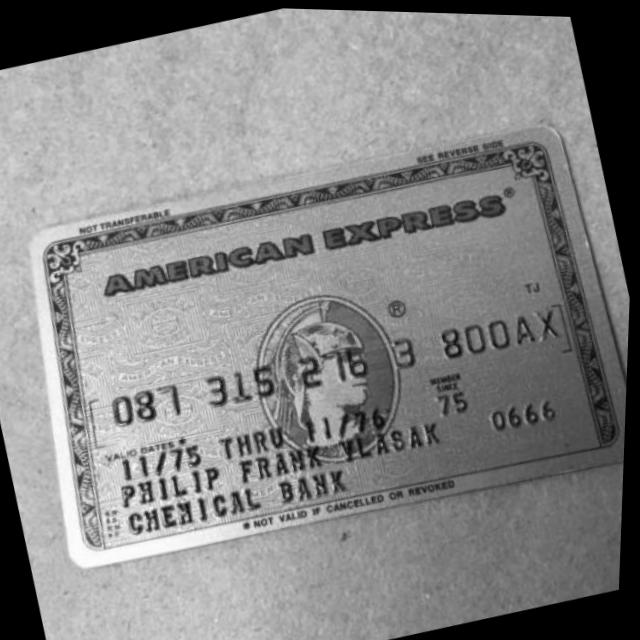 SEE REVERSE SIDE
NOT TRANSFERABLE
AMERICAN EXPRESS®
TJ
®
087 315 216 3 800AX
MEMBER SINCE
VALID DATES
75
11/75 THRU 11/76
0666
PHILIP FRANK VLASAK
CHEMICAL BANK
* NOT VALID IF CANCELLED OR REVOKED